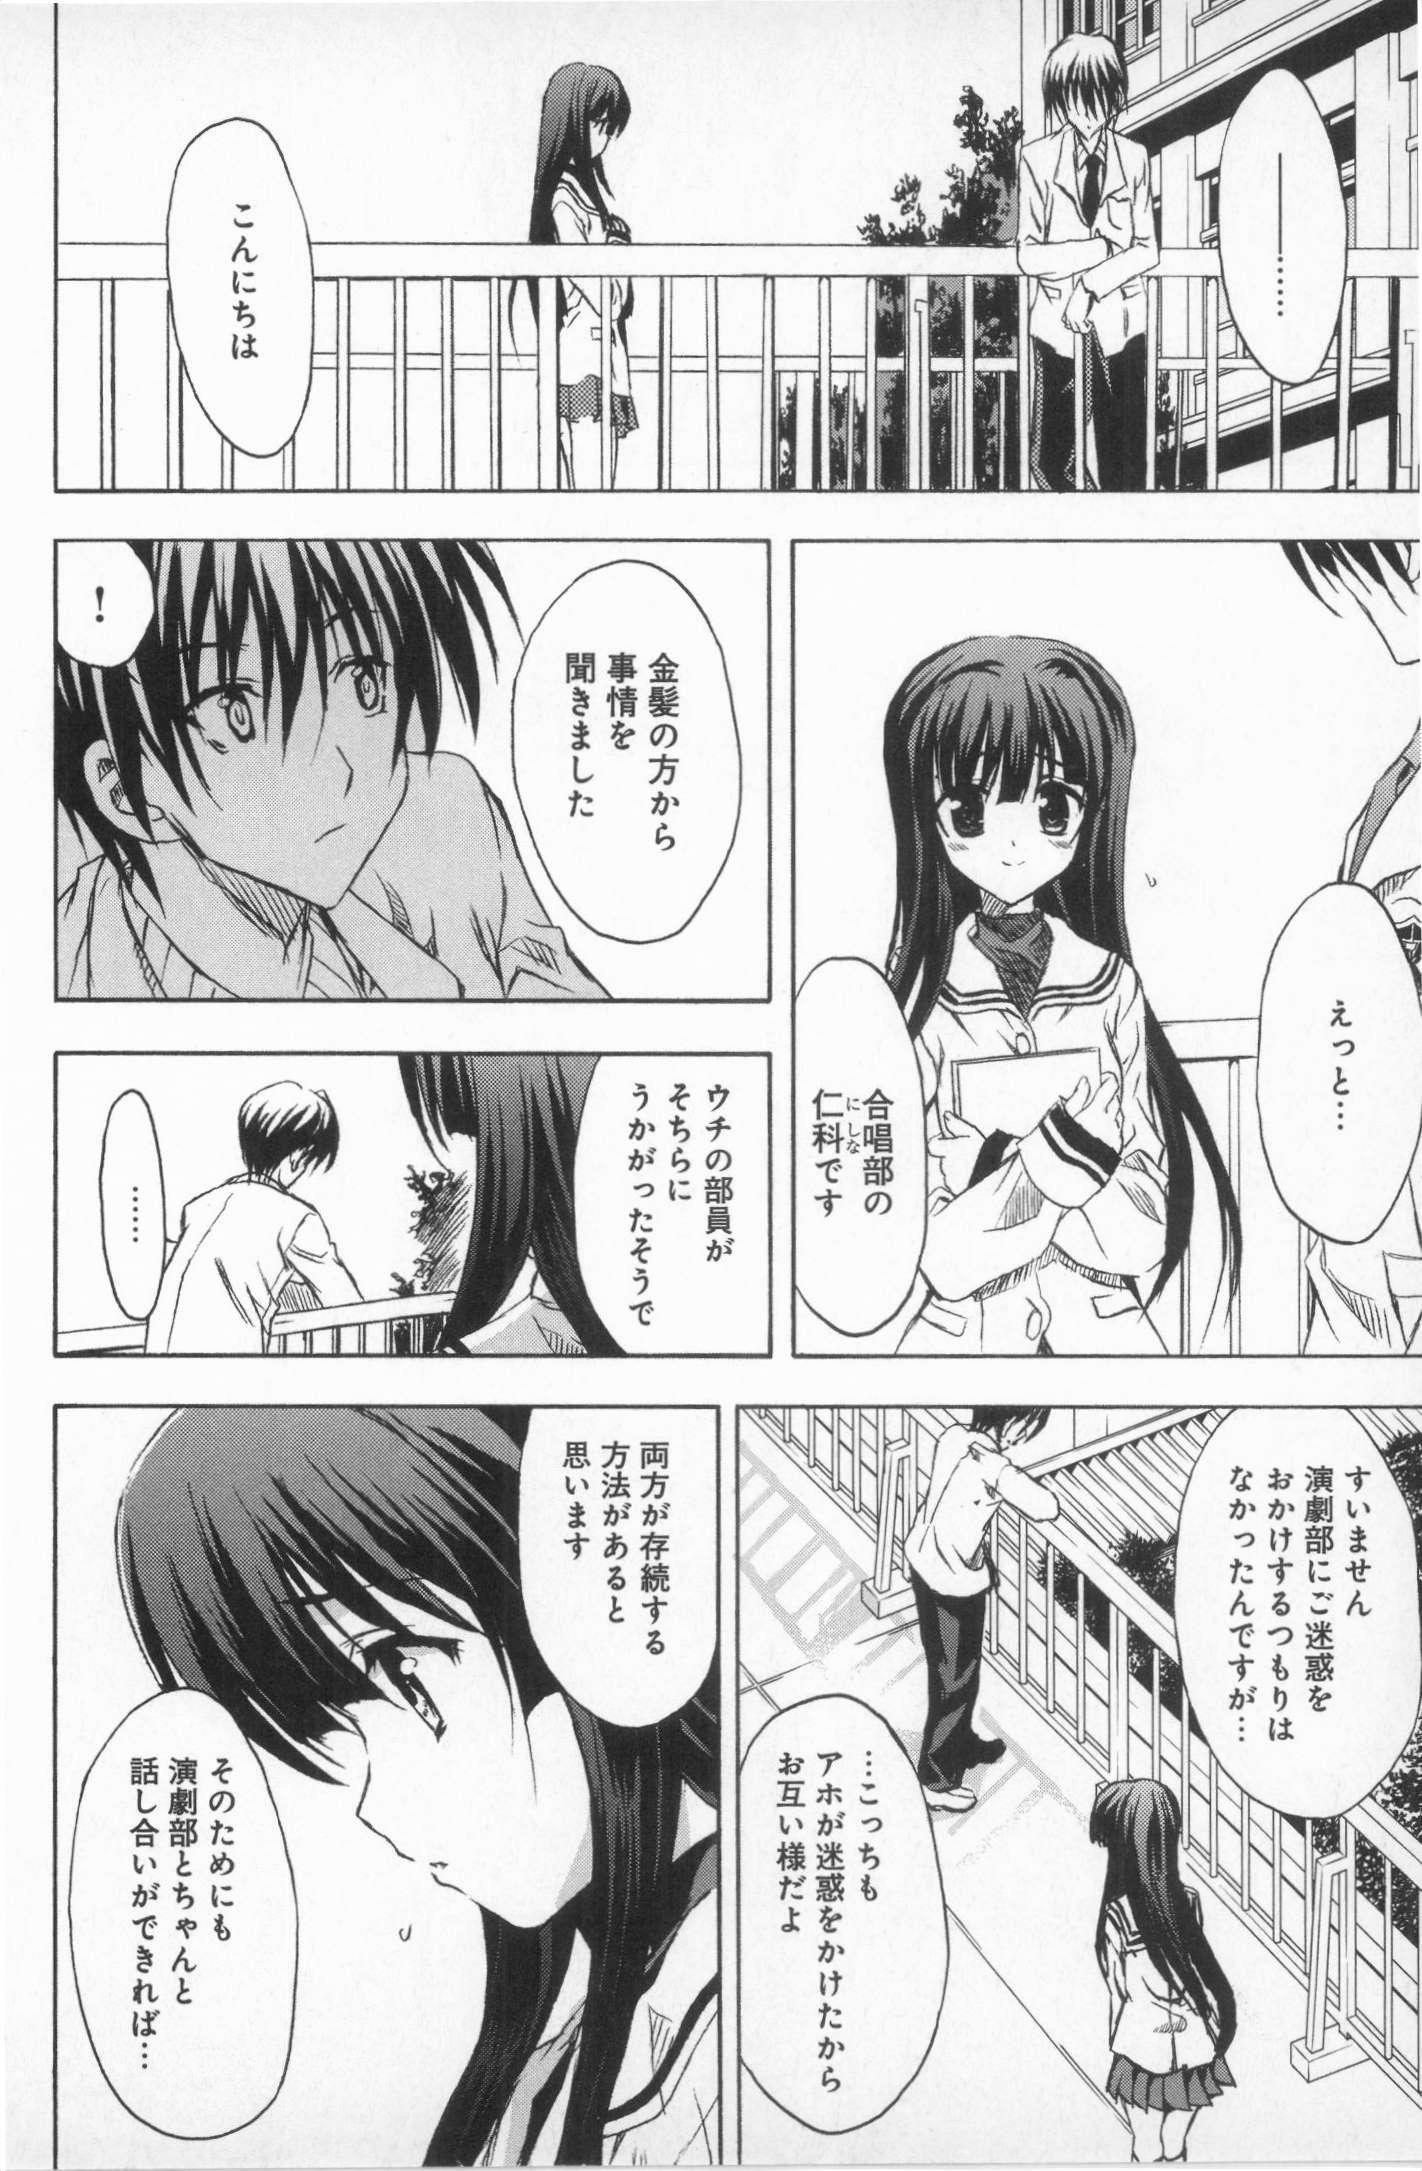 ――……
こんにちは
えっと…
合唱部の
仁科です
にしな
金髪の方から
事情を
聞きました
！
ウチの部員が
そちらに
うかがったそうで
……
すいません
演劇部にご迷惑を
おかけするつもりは
なかったんですが…
…こっちも
アホが迷惑をかけたから
お互い様だよ
両方が存続する
方法があると
思います
そのためにも
演劇部とちゃんと
話し合いができれば…